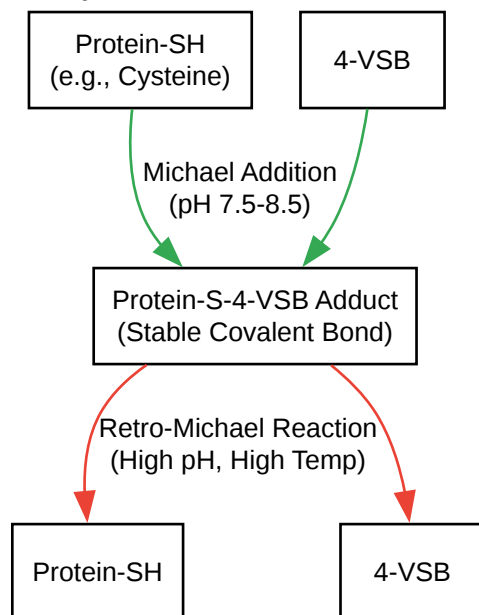 Protein-SH
(e.g., Cysteine)
4-VSB
Michael Addition
(pH 7.5-8.5)
Protein-S-4-VSB Adduct
(Stable Covalent Bond)
Retro-Michael Reaction
(High pH, High Temp)
Protein-SH
4-VSB